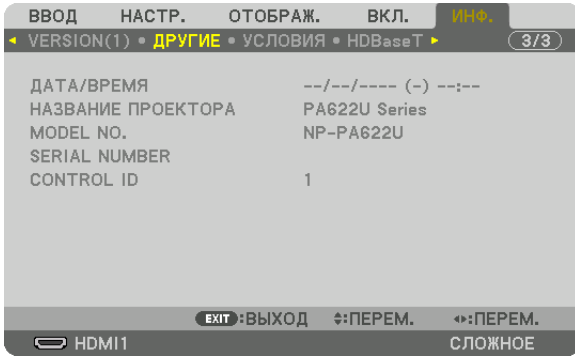 ВВОД НАСТР. ОТОБРАЖ. ВКЛ. ИНФ.
VERSION(1) • ДРУГИЕ • УСЛОВИЯ • HDBaseT 3/3
ДАТА/ВРЕМЯ --/--/---- (-) --:--
НАЗВАНИЕ ПРОЕКТОРА PA622U Series
MODEL NO. NP-PA622U
SERIAL NUMBER
CONTROL ID 1
EXIT:ВЫХОД :ПЕРЕМ. :ПЕРЕМ.
HDMI1 СЛОЖНОЕ